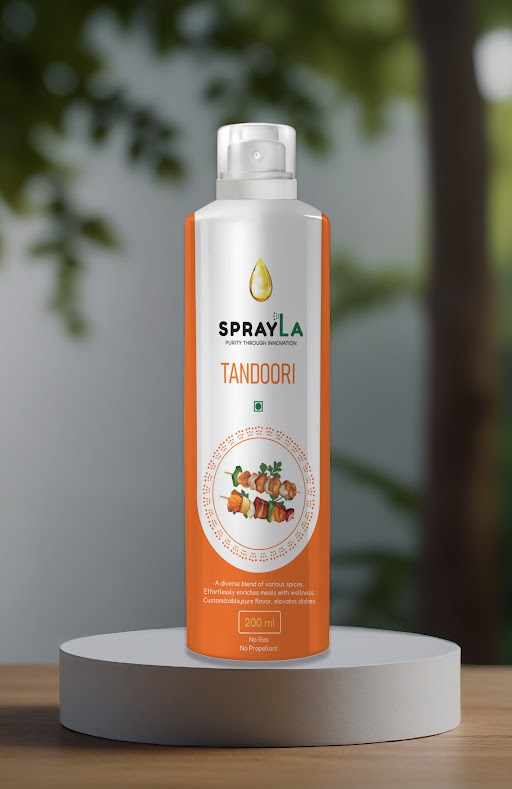 SPRAYLA
PURITY THROUGH INNOVATION
TANDOORI
A diverse blend of various spices,
Effortlessly enriches meals with wellness,
Customizable,pure flavor, elevates dishes
200 ml
No Gas
No Propellant